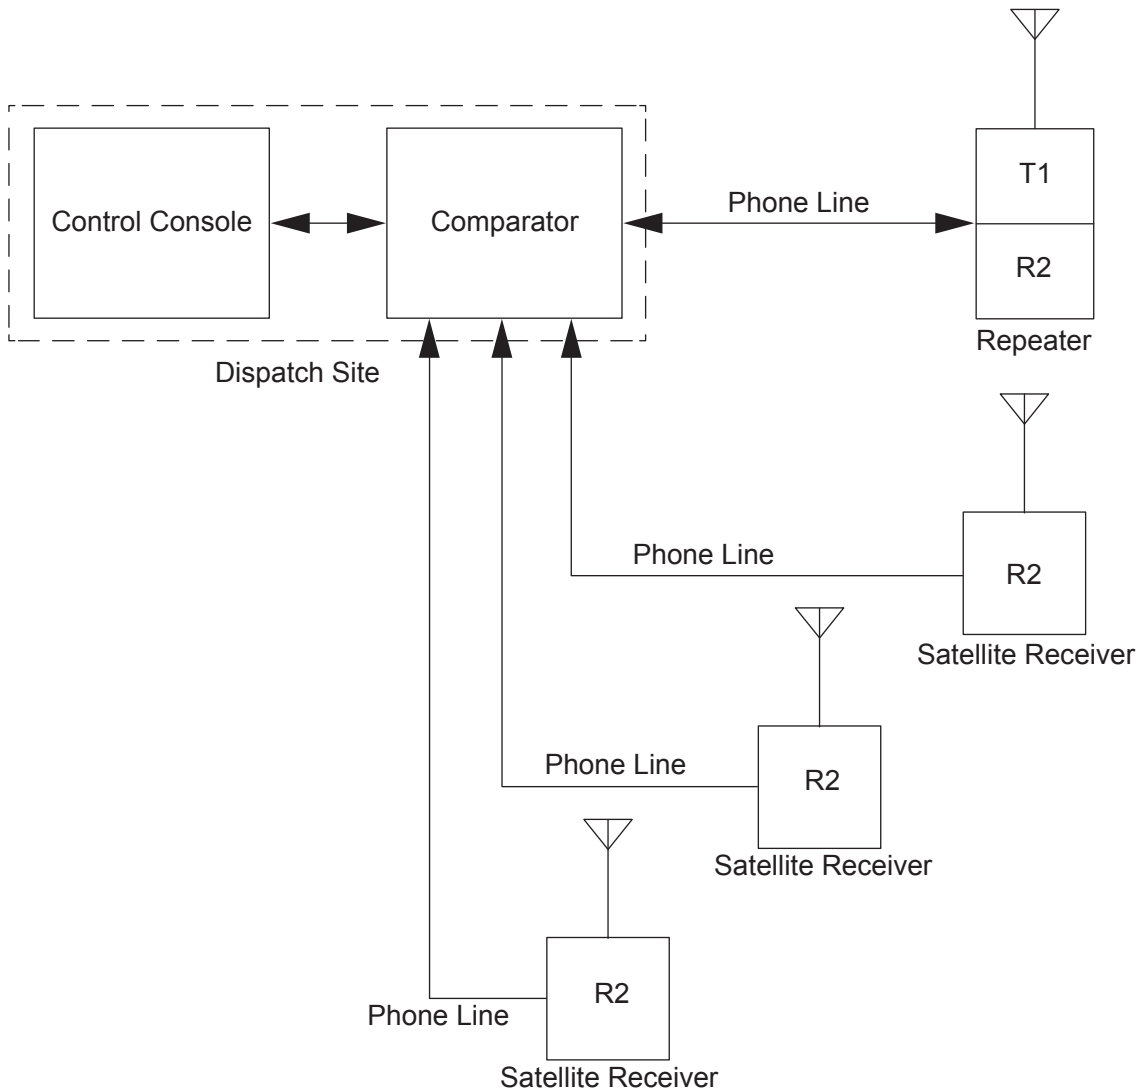 T1
Phone Line
Control Console
Comparator
R2
Repeater
Dispatch Site
Phone Line
R2
Satellite Receiver
Phone Line
R2
Satellite Receiver
R2
Phone Line
Satellite Receiver